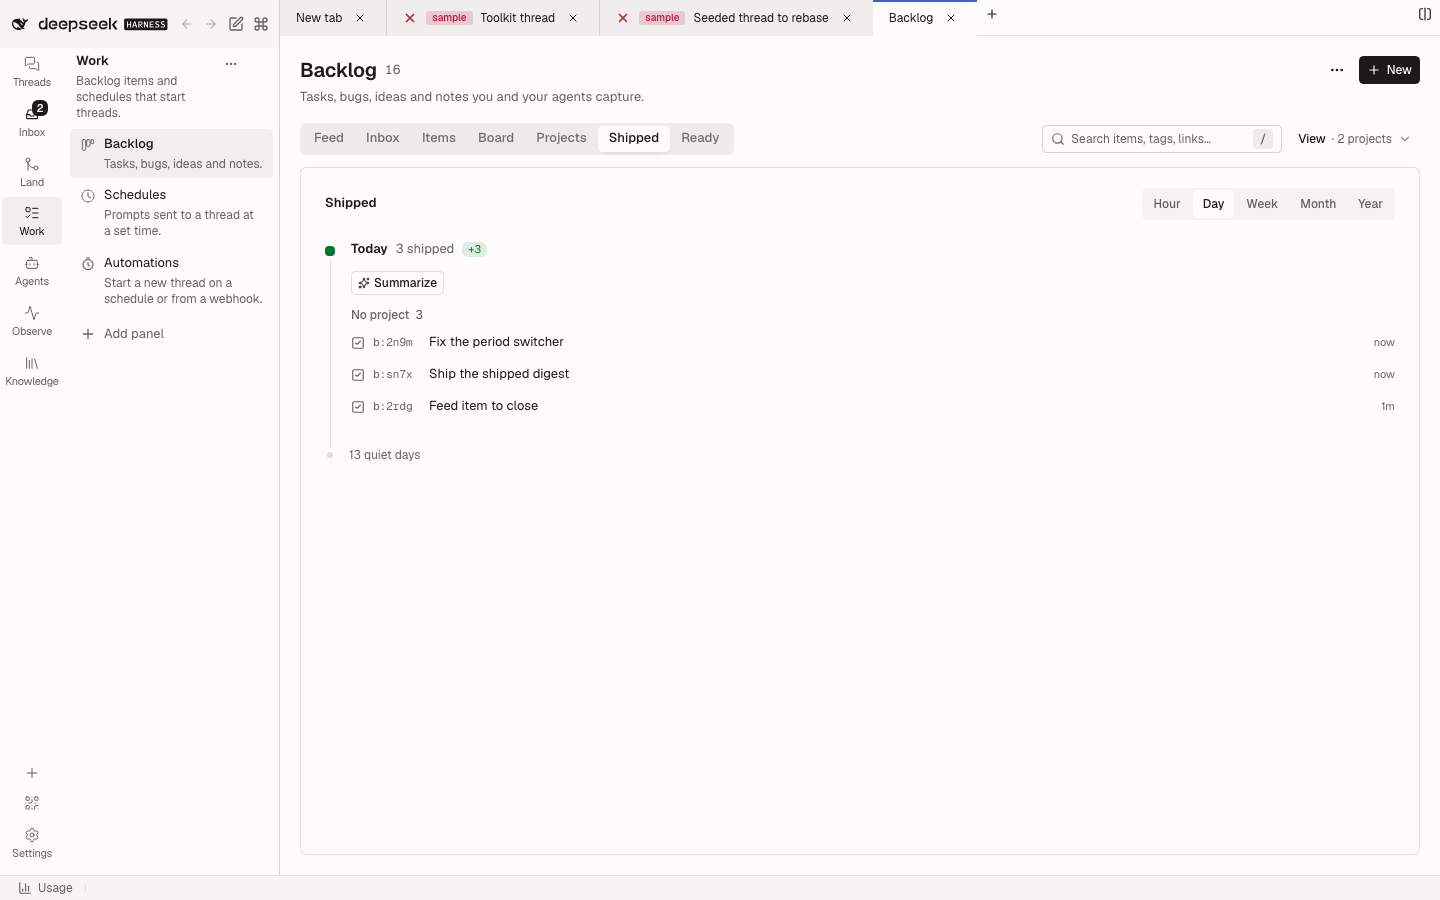 deepseek HARNESS
New tab
sample Toolkit thread
sample Seeded thread to rebase
Backlog
Threads
2
Inbox
Land
Work
Agents
Observe
Knowledge
Settings
Work
Backlog items and
schedules that start
threads.
Backlog
Tasks, bugs, ideas and notes.
Schedules
Prompts sent to a thread at
a set time.
Automations
Start a new thread on a
schedule or from a webhook.
Add panel
Backlog 16
New
Tasks, bugs, ideas and notes you and your agents capture.
Feed Inbox Items Board Projects Shipped Ready
Search items, tags, links... /
View · 2 projects
Shipped
Hour Day Week Month Year
Today 3 shipped +3
Summarize
No project 3
b:2n9m Fix the period switcher now
b:sn7x Ship the shipped digest now
b:2rdg Feed item to close 1m
13 quiet days
Usage